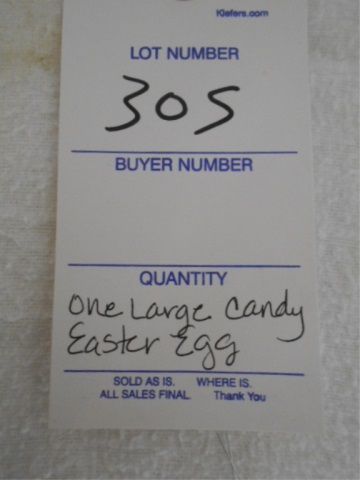 Kiefers.com
LOT NUMBER
305
BUYER NUMBER
QUANTITY
One Large Candy
Easter Egg
SOLD AS IS. WHERE IS.
ALL SALES FINAL. Thank You